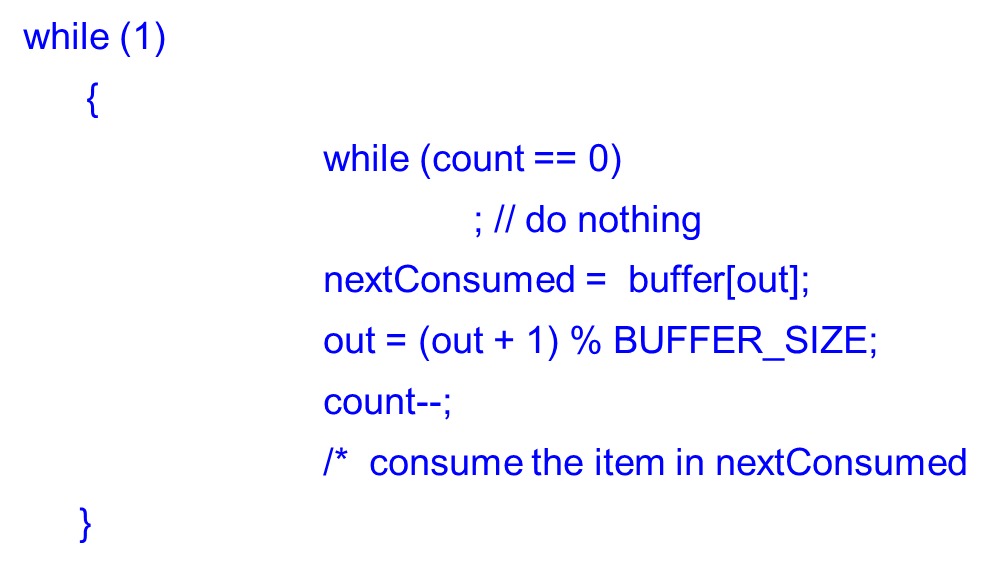 while (1)
{
while (count == 0)
; // do nothing
nextConsumed = buffer[out];
out = (out + 1) % BUFFER_SIZE;
count--;
/* consume the item in nextConsumed
}